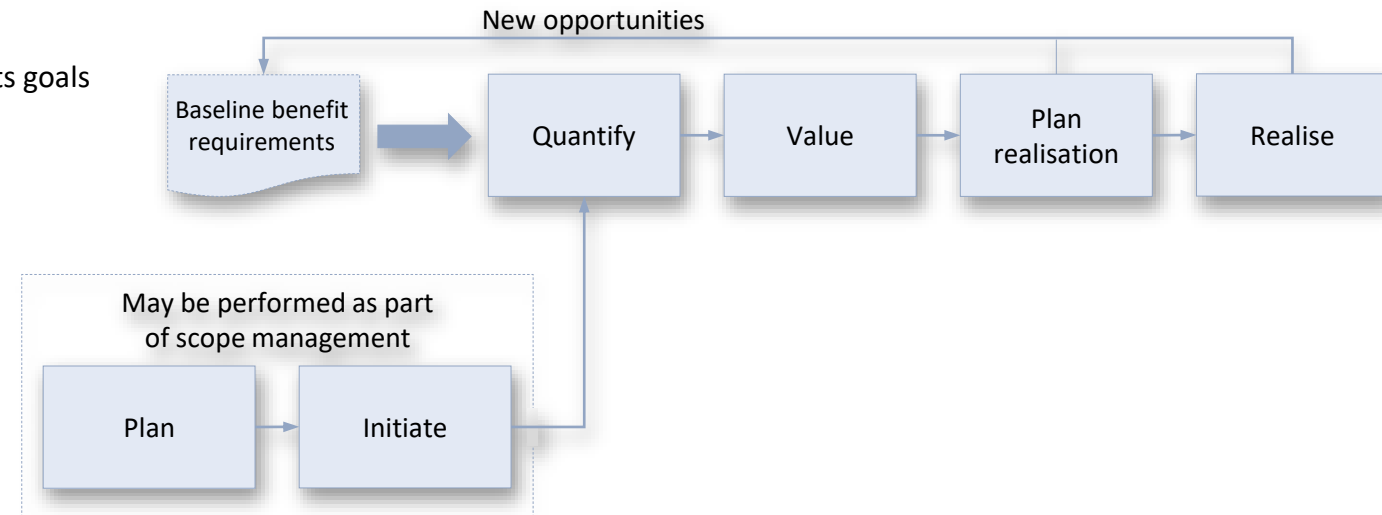 New opportunities
ts goals
Baseline benefit
requirements
Quantify
Value
Plan
realisation
Realise
May be performed as part
of scope management
Plan
Initiate